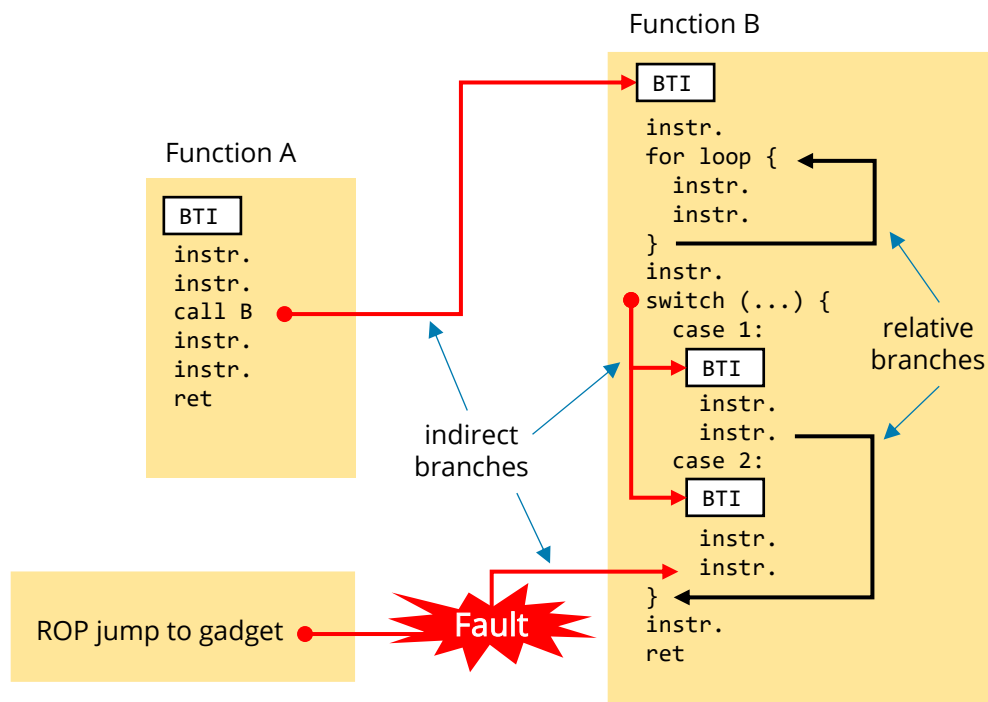 Function A
BTI
instr.
instr.
call B
instr.
instr.
ret
Function B
BTI
instr.
for loop {
instr.
instr.
}
instr.
switch (...) {
case 1:
BTI
instr.
instr.
case 2:
BTI
instr.
instr.
}
instr.
ret
relative
branches
indirect
branches
ROP jump to gadget
Fault